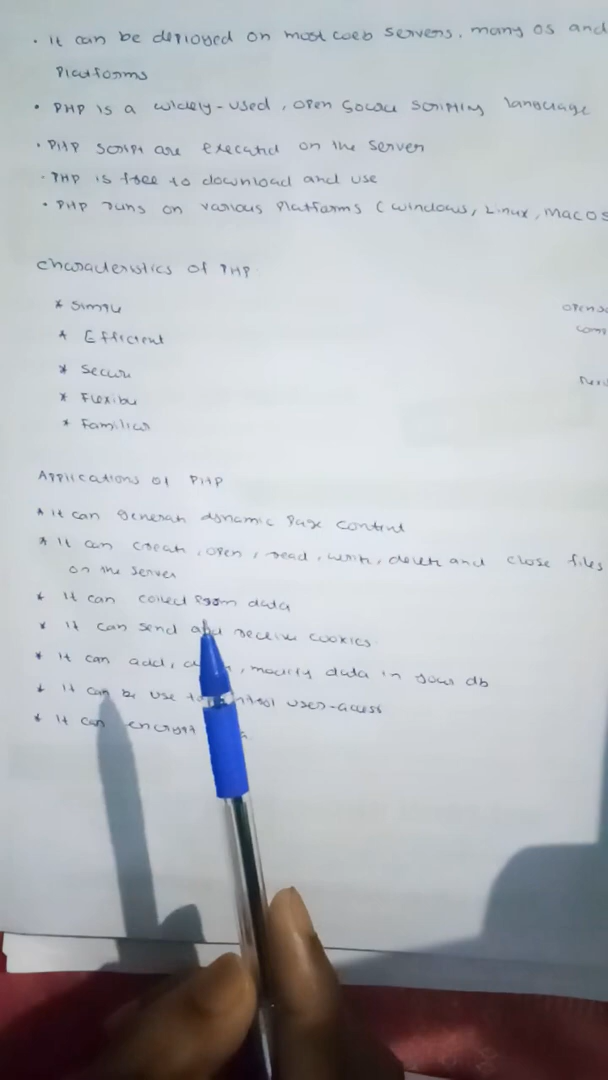 • it can be deployed on most web servers, many OS and
Platforms
• PHP is a widely-used, open source scripting language
• PHP script are executed on the server
• PHP is free to download and use
• PHP runs on various Platforms (windows, Linux, MacOS
Characteristics of PHP
* Simple
* Efficient
* Secure
* Flexible
* Familiar
Applications of PHP
* it can generate dynamic page content
* it can create, open, read, write, delete and close files
on the server
* it can collect form data
* it can send and receive cookies.
* it can add, modify data in your db
* it can be use to control user-access
* it can encrypt